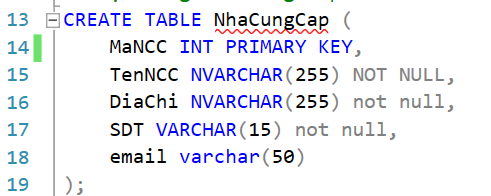 13 CREATE TABLE NhaCungCap (
14 MaNCC INT PRIMARY KEY,
15 TenNCC NVARCHAR(255) NOT NULL,
16 DiaChi NVARCHAR(255) not null,
17 SDT VARCHAR(15) not null,
18 email varchar(50)
19 );